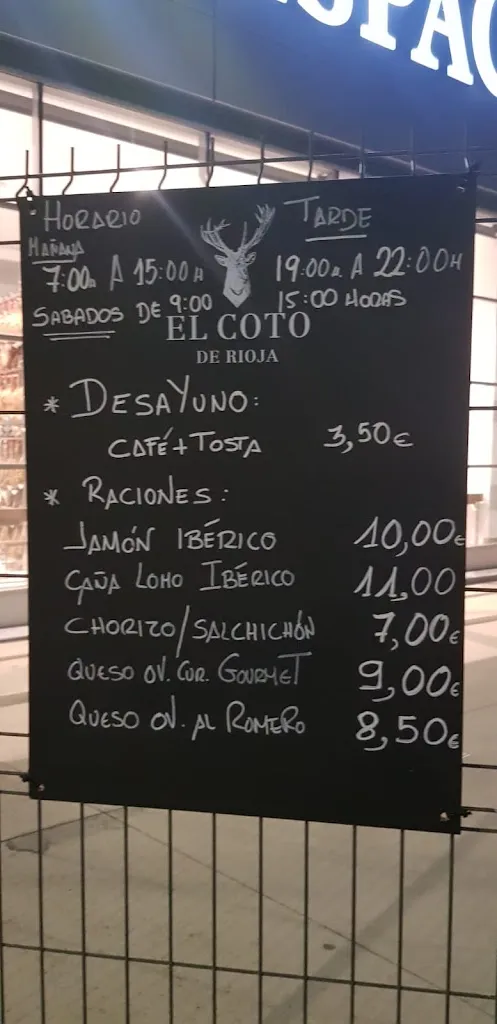 SPAC
HORARIO TARDE
MAÑANA
7:00H A 15:00H 19:00H A 22:00H
SABADOS DE 9:00 15:00 HORAS
EL COTO
DE RIOJA
* DESAYUNO:
CAFÉ+TOSTA 3,50€
* RACIONES:
JAMÓN IBÉRICO 10,00€
CAÑA LOMO IBÉRICO 11,00
CHORIZO/SALCHICHÓN 7,00€
QUESO OV. CUR. GOURMET 9,00€
QUESO OV. AL ROMERO 8,50€